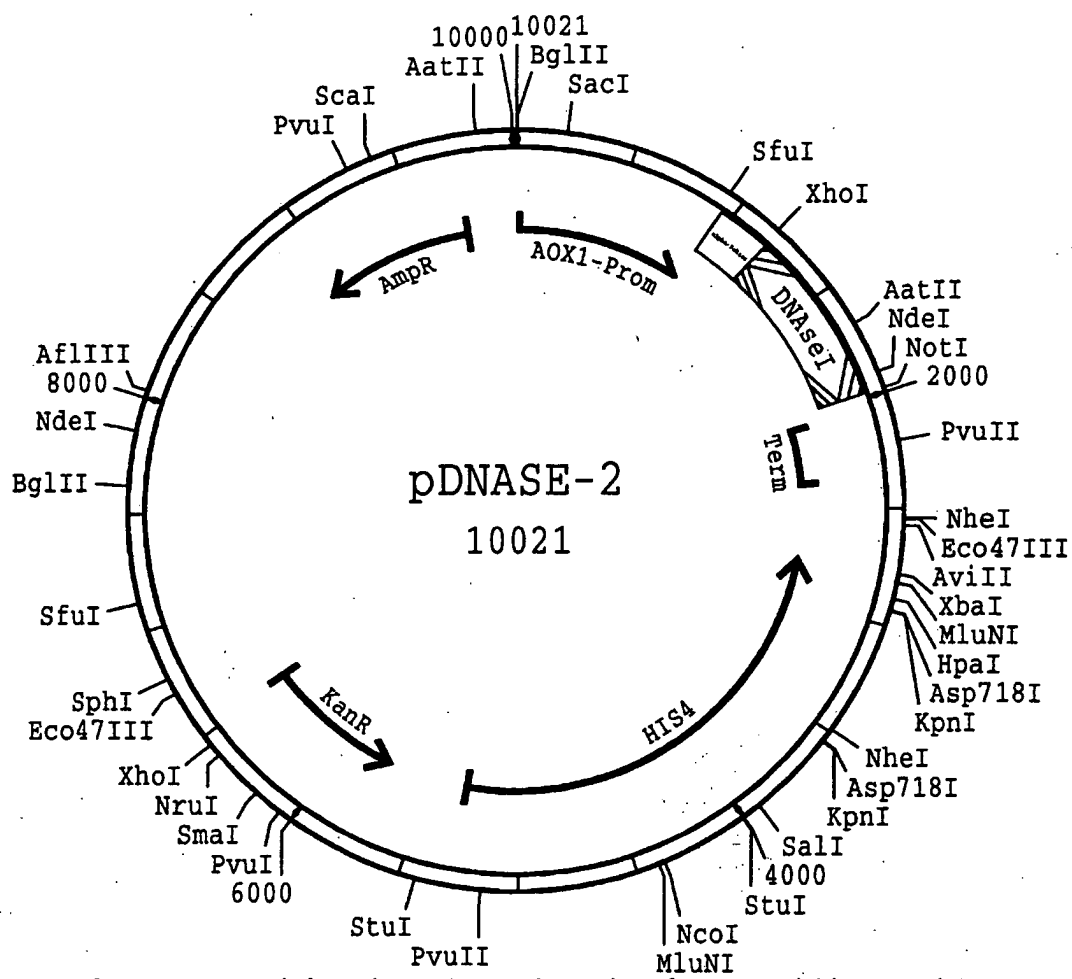 10021
10000
BglII
AatII
SacI
ScaI
PvuI
SfuI
XhoI
AOX1-Prom
AmpR
DNAseI
AatII
NdeI
NotI
2000
AflIII
8000
NdeI
PvuII
Term
BglII
pDNASE-2
10021
NheI
Eco47III
AviII
XbaI
MluNI
HpaI
Asp718I
KpnI
SfuI
SphI
Eco47III
KanR
HIS4
XhoI
NruI
SmaI
PvuI
6000
NheI
Asp718I
KpnI
SalI
4000
StuI
StuI
PvuII
NcoI
MluNI